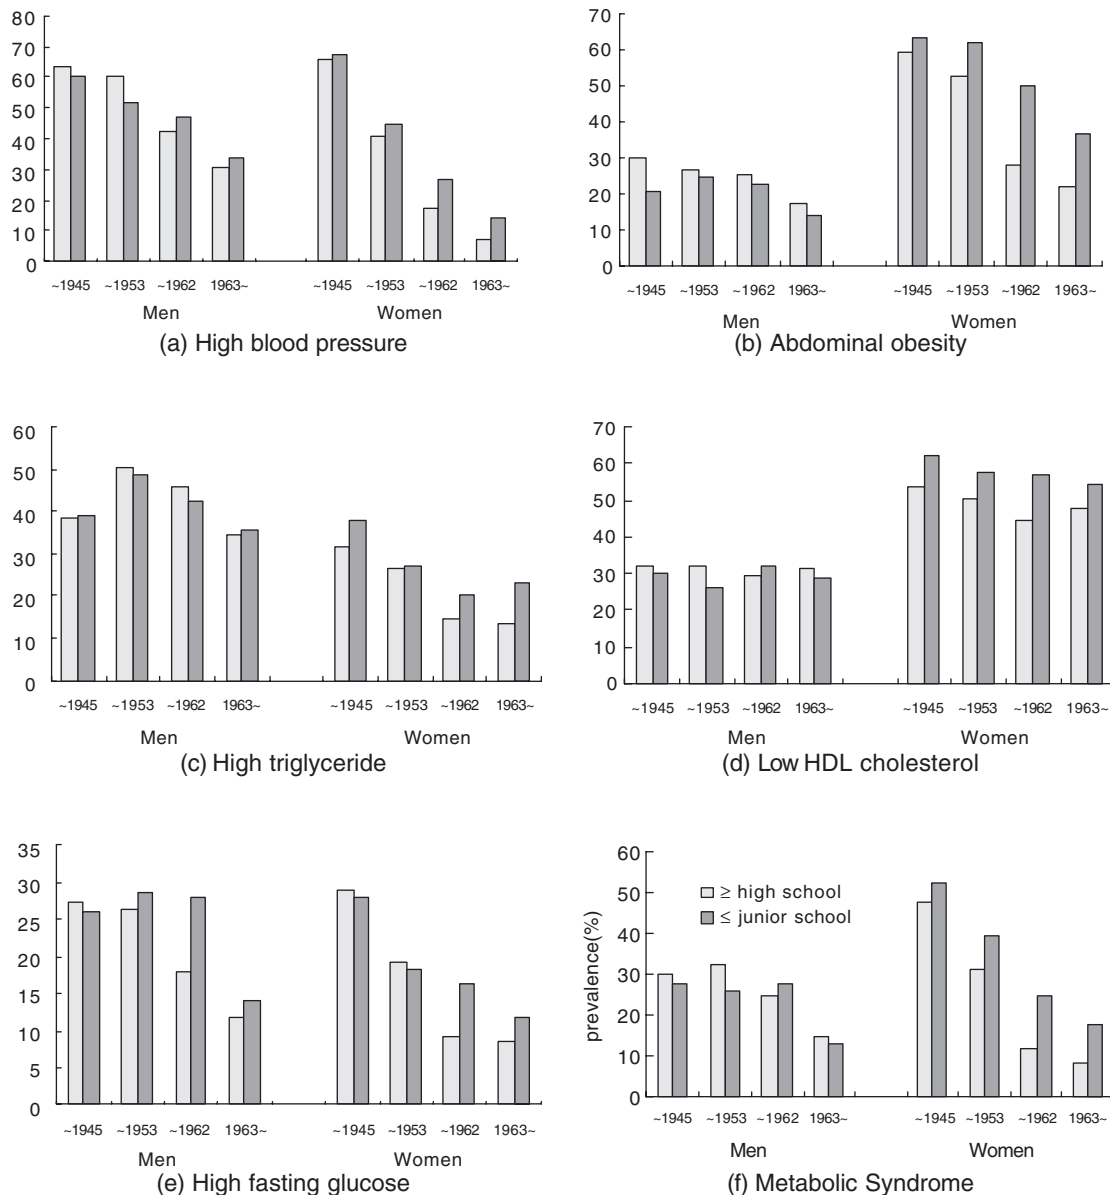 80
70
60
50
40
30
20
10
0
~1945 ~1953 ~1962 1963~ ~1945 ~1953 ~1962 1963~
Men Women
(a) High blood pressure
70
60
50
40
30
20
10
0
~1945 ~1953 ~1962 1963~ ~1945 ~1953 ~1962 1963~
Men Women
(b) Abdominal obesity
60
50
40
30
20
10
0
~1945 ~1953 ~1962 1963~ ~1945 ~1953 ~1962 1963~
Men Women
(c) High triglyceride
70
60
50
40
30
20
10
0
~1945 ~1953 ~1962 1963~ ~1945 ~1953 ~1962 1963~
Men Women
(d) Low HDL cholesterol
35
30
25
20
15
10
5
0
~1945 ~1953 ~1962 1963~ ~1945 ~1953 ~1962 1963~
Men Women
(e) High fasting glucose
prevalence(%)
60
50
40
30
20
10
0
≥ high school
≤ junior school
~1945 ~1953 ~1962 1963~ ~1945 ~1953 ~1962 1963~
Men Women
(f) Metabolic Syndrome